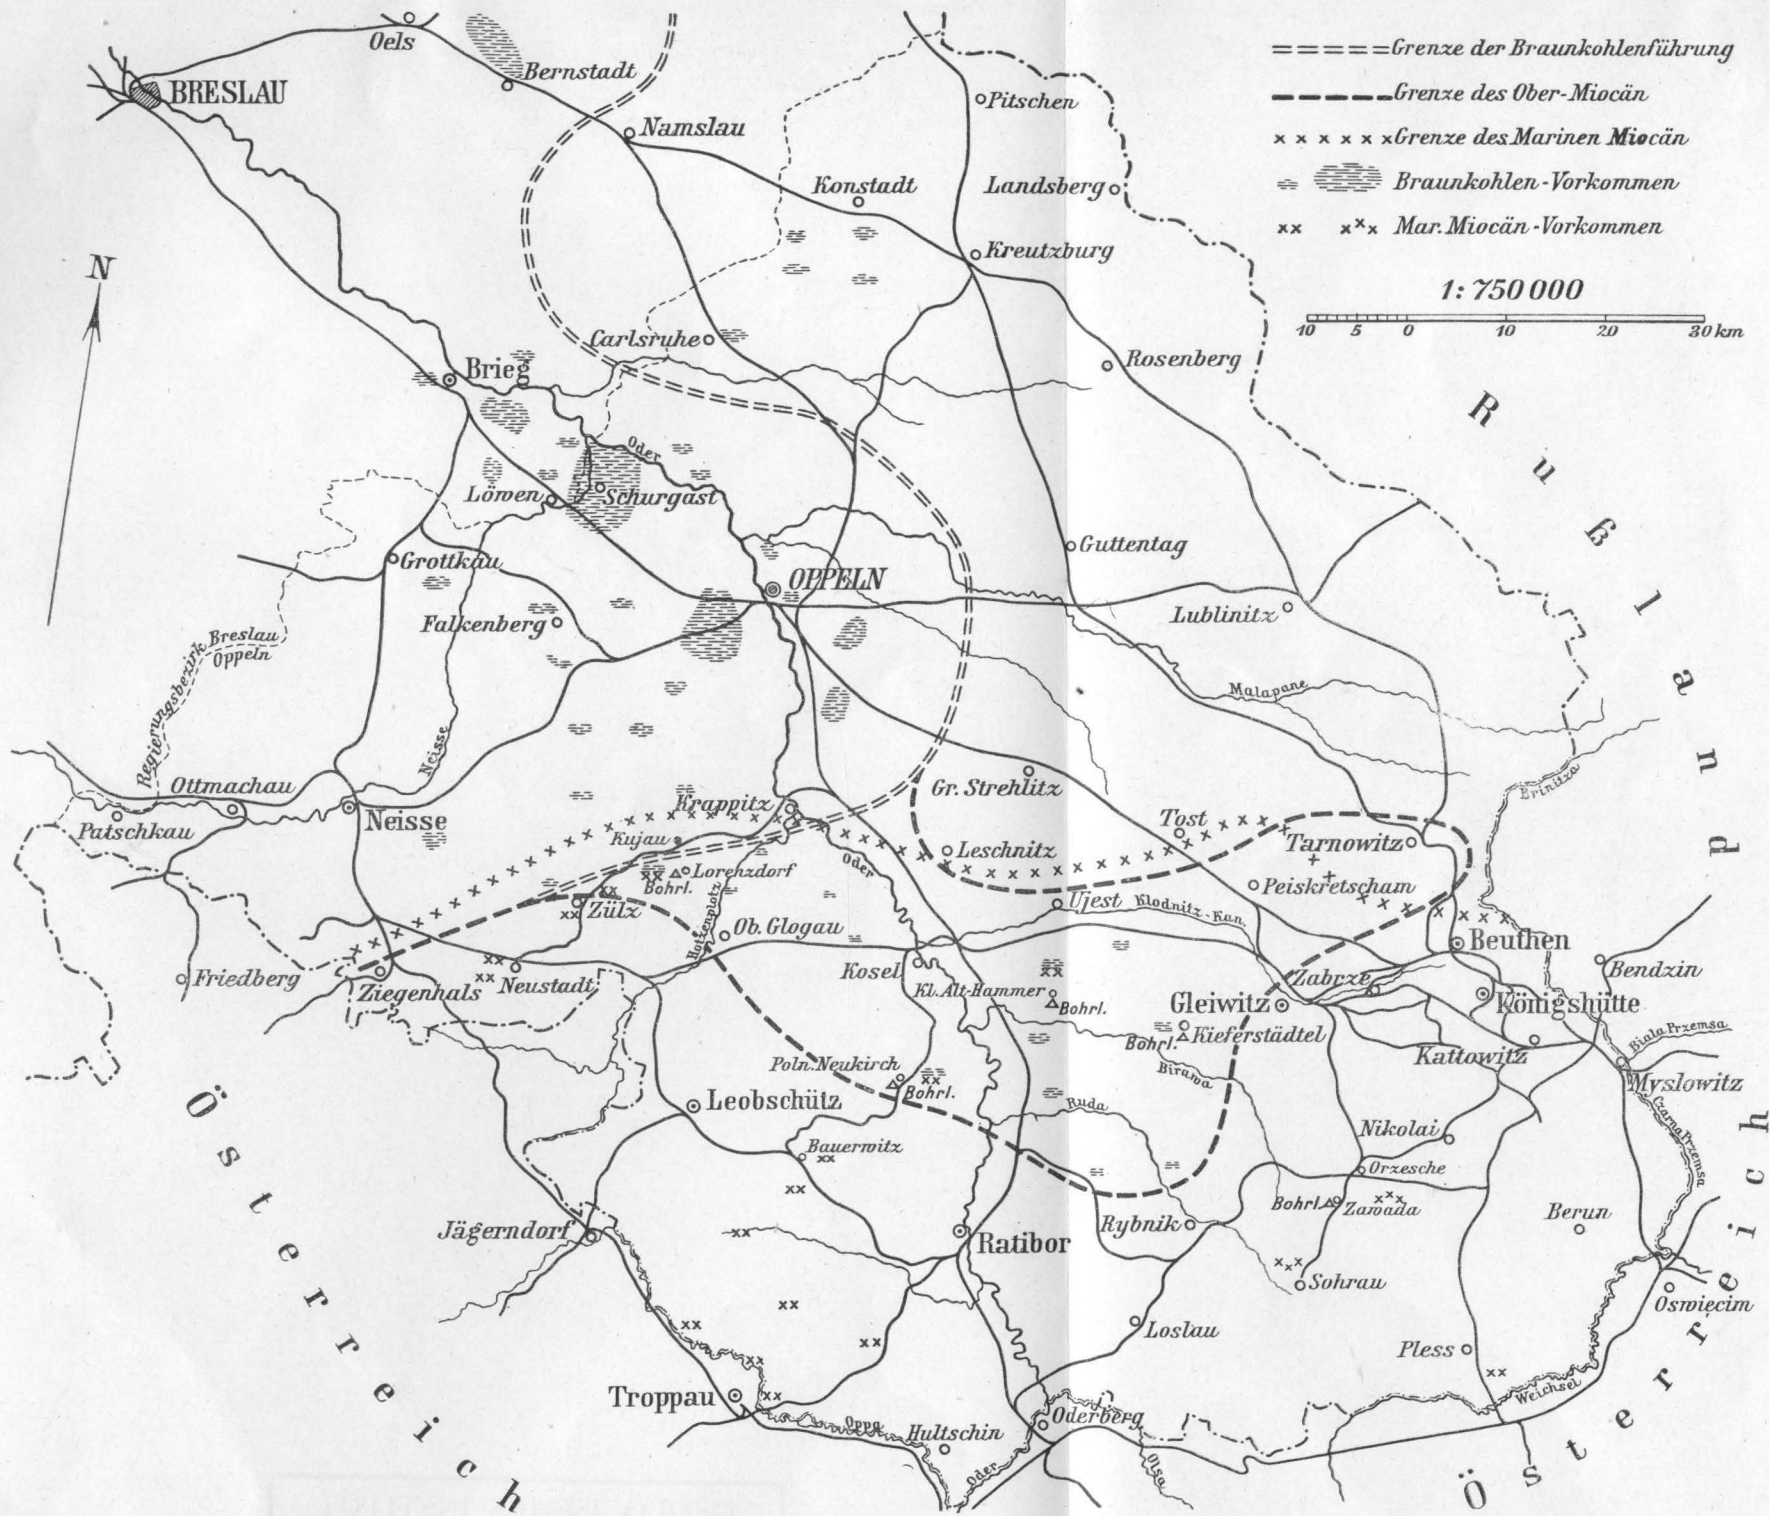 Grenze der Braunkohlenführung
Grenze des Ober-Miocän
Grenze des Marinen Miocän
Braunkohlen-Vorkommen
Mar. Miocän-Vorkommen
1:750000
10 5 0 10 20 30 km
N
Oels
BRESLAU
Bernstadt
Namslau
Pitschen
Konstadt
Landsberg
Kreutzburg
Carlsruhe
Rosenberg
Brieg
Oder
Löwen
Schurgast
Guttentag
Grottkau
OPPELN
Lublinitz
Falkenberg
Regierungsbezirk Breslau
Oppeln
Malapane
Neisse
Ottmachau
Patschkau
Neisse
Krappitz
Kujau
Gr. Strehlitz
Brinitza
Tost
Tarnowitz
Leschnitz
Oder
Lorenzdorf
Bohrl.
Peiskretscham
Zülz
Hotzenplotz
Ob. Glogau
Ujest
Klodnitz-Kan.
Beuthen
Friedberg
Ziegenhals
Neustadt
Kosel
Kl. Alt-Hammer
Bohrl.
Zabrze
Bendzin
Gleiwitz
Königshütte
Bohrl.
Kieferstädtel
Kattowitz
Biala Przemsa
Birawa
Poln. Neukirch
Bohrl.
Myslowitz
Czarna Przemsa
Leobschütz
Ruda
Nikolai
Bauerwitz
Orzesche
Bohrl.
Zawada
Berun
Jägerndorf
Ratibor
Rybnik
Sohrau
Oswiecim
Loslau
Pless
Weichsel
Troppau
Oppa
Hultschin
Oderberg
Oder
Olsa
Rußland
Österreich
Österreich